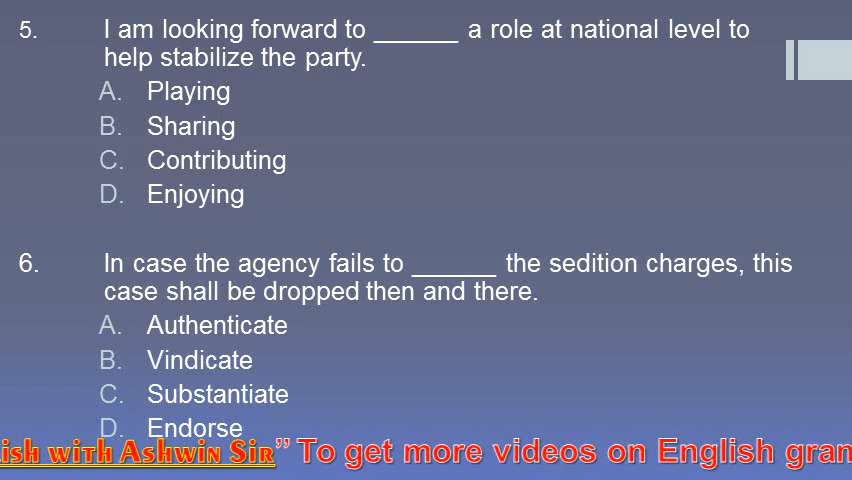 5. I am looking forward to ______ a role at national level to
help stabilize the party.
A. Playing
B. Sharing
C. Contributing
D. Enjoying
6. In case the agency fails to ______ the sedition charges, this
case shall be dropped then and there.
A. Authenticate
B. Vindicate
C. Substantiate
D. Endorse
with Ashwin Sir” To get more videos on English